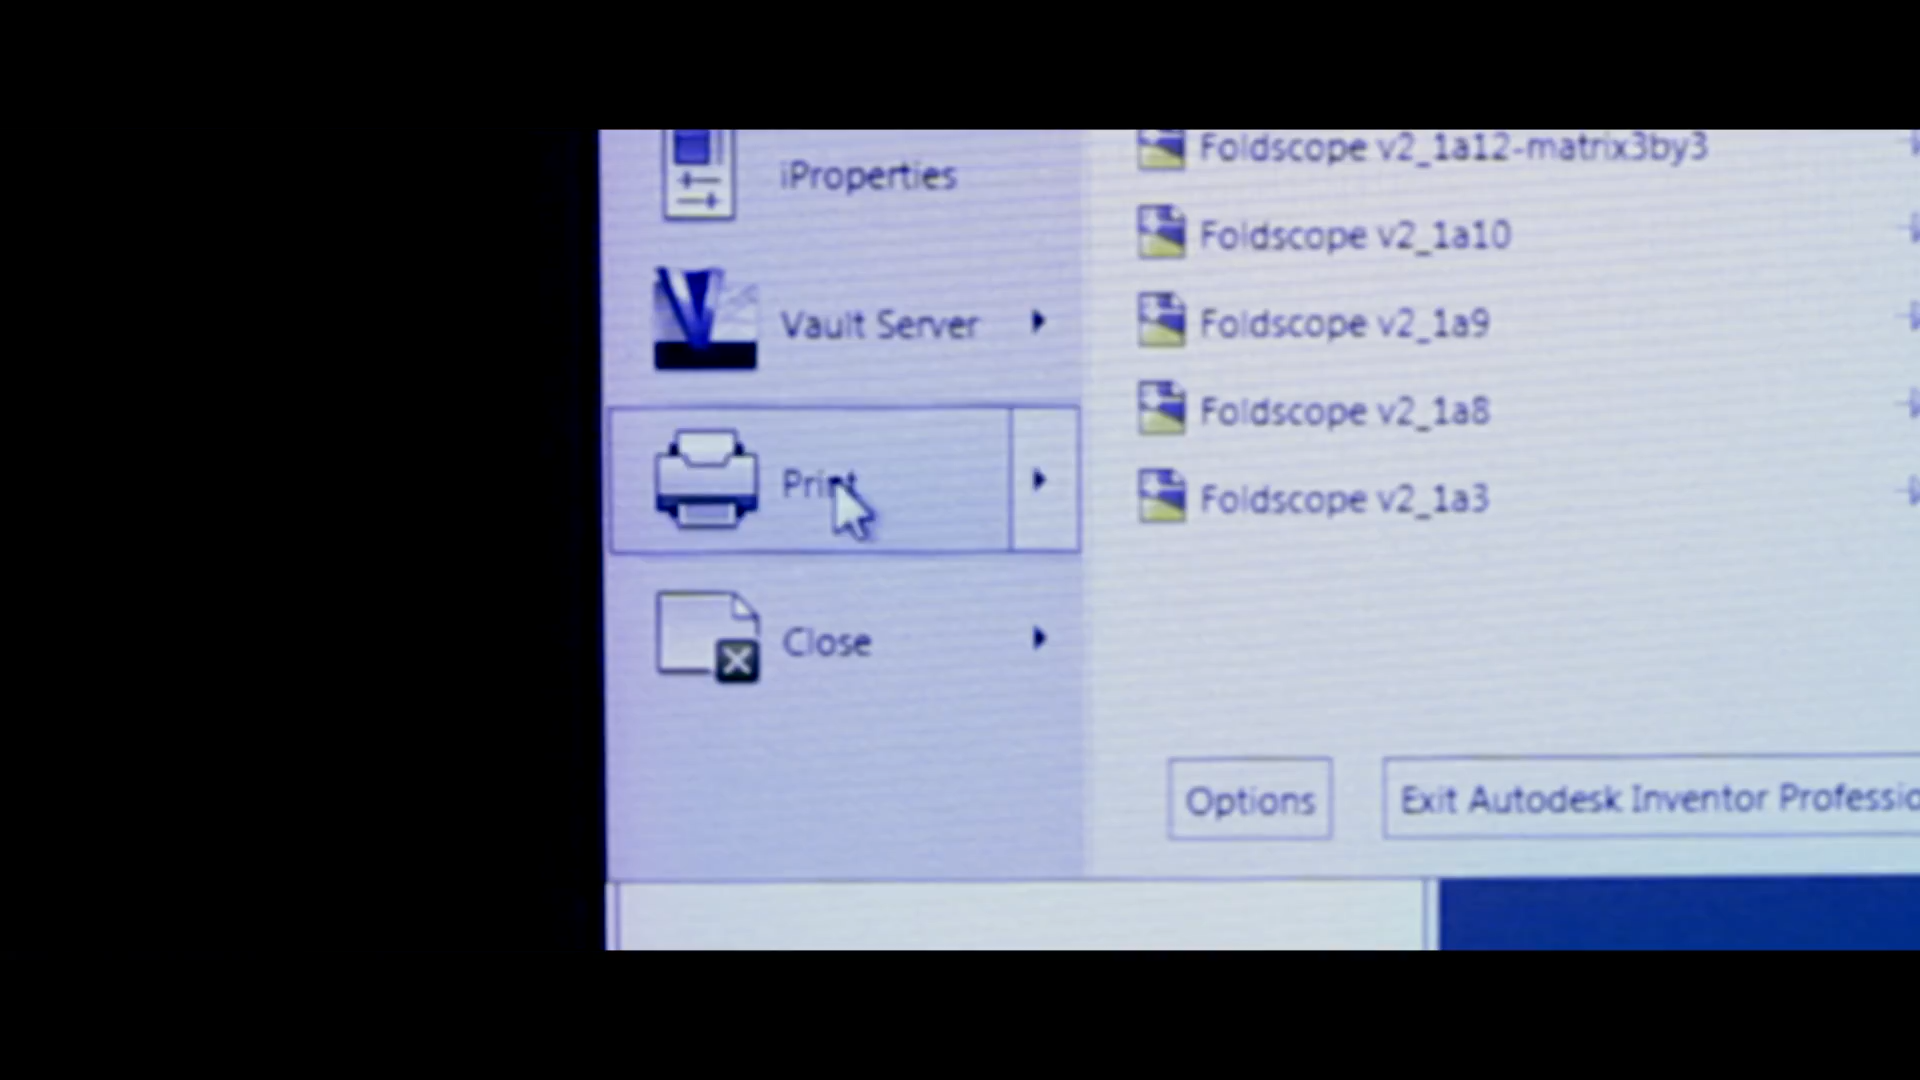 iProperties
Vault Server
Print
Close
Foldscope v2_1a12-matrix3by3
Foldscope v2_1a10
Foldscope v2_1a9
Foldscope v2_1a8
Foldscope v2_1a3
Options
Exit Autodesk Inventor Professio